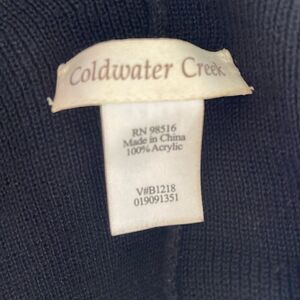 Coldwater Creek
RN 98516
Made in China
100% Acrylic
V#B1218
019091351